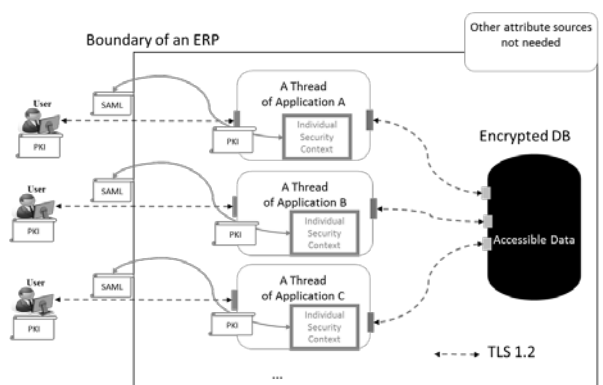 Other attribute sources
not needed
Boundary of an ERP
User
PKI
SAML
A Thread
of Application A
PKI
Individual
Security
Context
User
PKI
SAML
A Thread
of Application B
PKI
Individual
Security
Context
User
PKI
SAML
A Thread
of Application C
PKI
Individual
Security
Context
...
Encrypted DB
Accessible Data
TLS 1.2